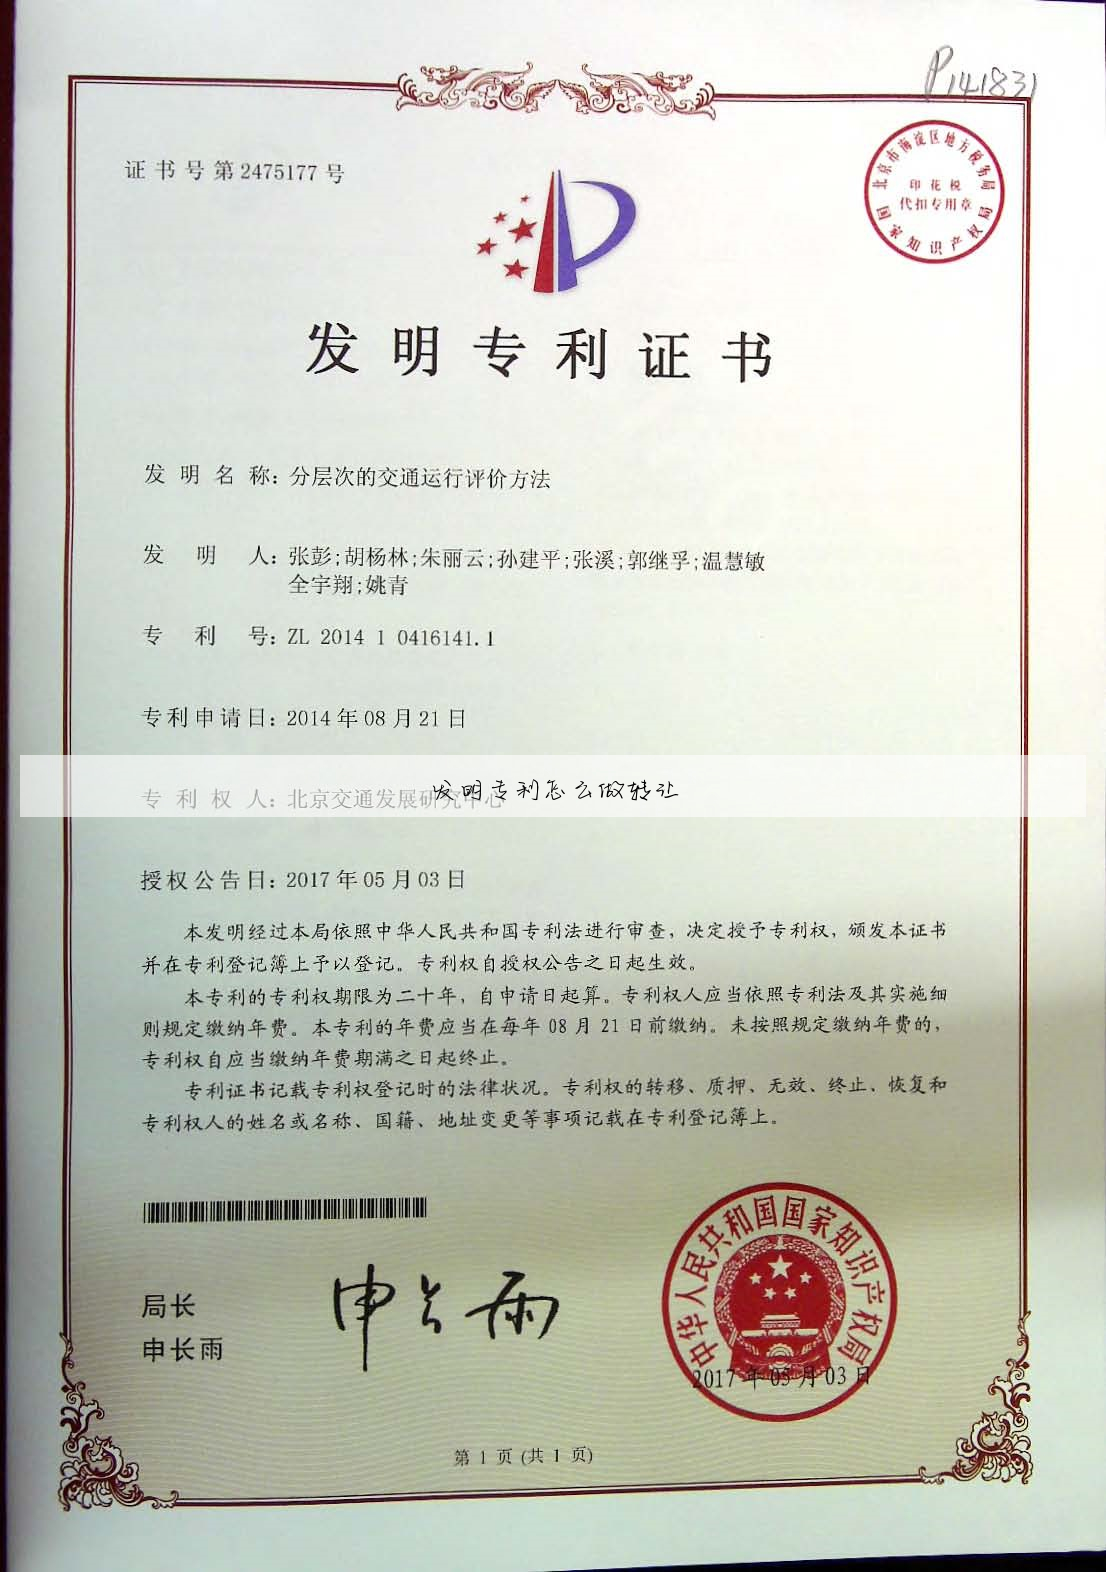 P141831
证书号第2475177号
北京市海淀区地方税务局
印花税
代扣专用章
国家知识产权局
发明专利证书
发明名称：分层次的交通运行评价方法
发明人：张彭;胡杨林;朱丽云;孙建平;张溪;郭继孚;温慧敏
全宇翔;姚青
专利号：ZL 2014 1 0416141.1
专利申请日：2014年08月21日
专利权人：北京交通发展研究中心
发明专利怎么做转让
授权公告日：2017年05月03日
本发明经过本局依照中华人民共和国专利法进行审查，决定授予专利权，颁发本证书
并在专利登记簿上予以登记。专利权自授权公告之日起生效。
本专利的专利权期限为二十年，自申请日起算。专利权人应当依照专利法及其实施细
则规定缴纳年费。本专利的年费应当在每年08月21日前缴纳。未按照规定缴纳年费的，
专利权自应当缴纳年费期满之日起终止。
专利证书记载专利权登记时的法律状况。专利权的转移、质押、无效、终止、恢复和
专利权人的姓名或名称、国籍、地址变更等事项记载在专利登记簿上。
局长
申长雨
申长雨
中华人民共和国国家知识产权局
2017年05月03日
第1页(共1页)